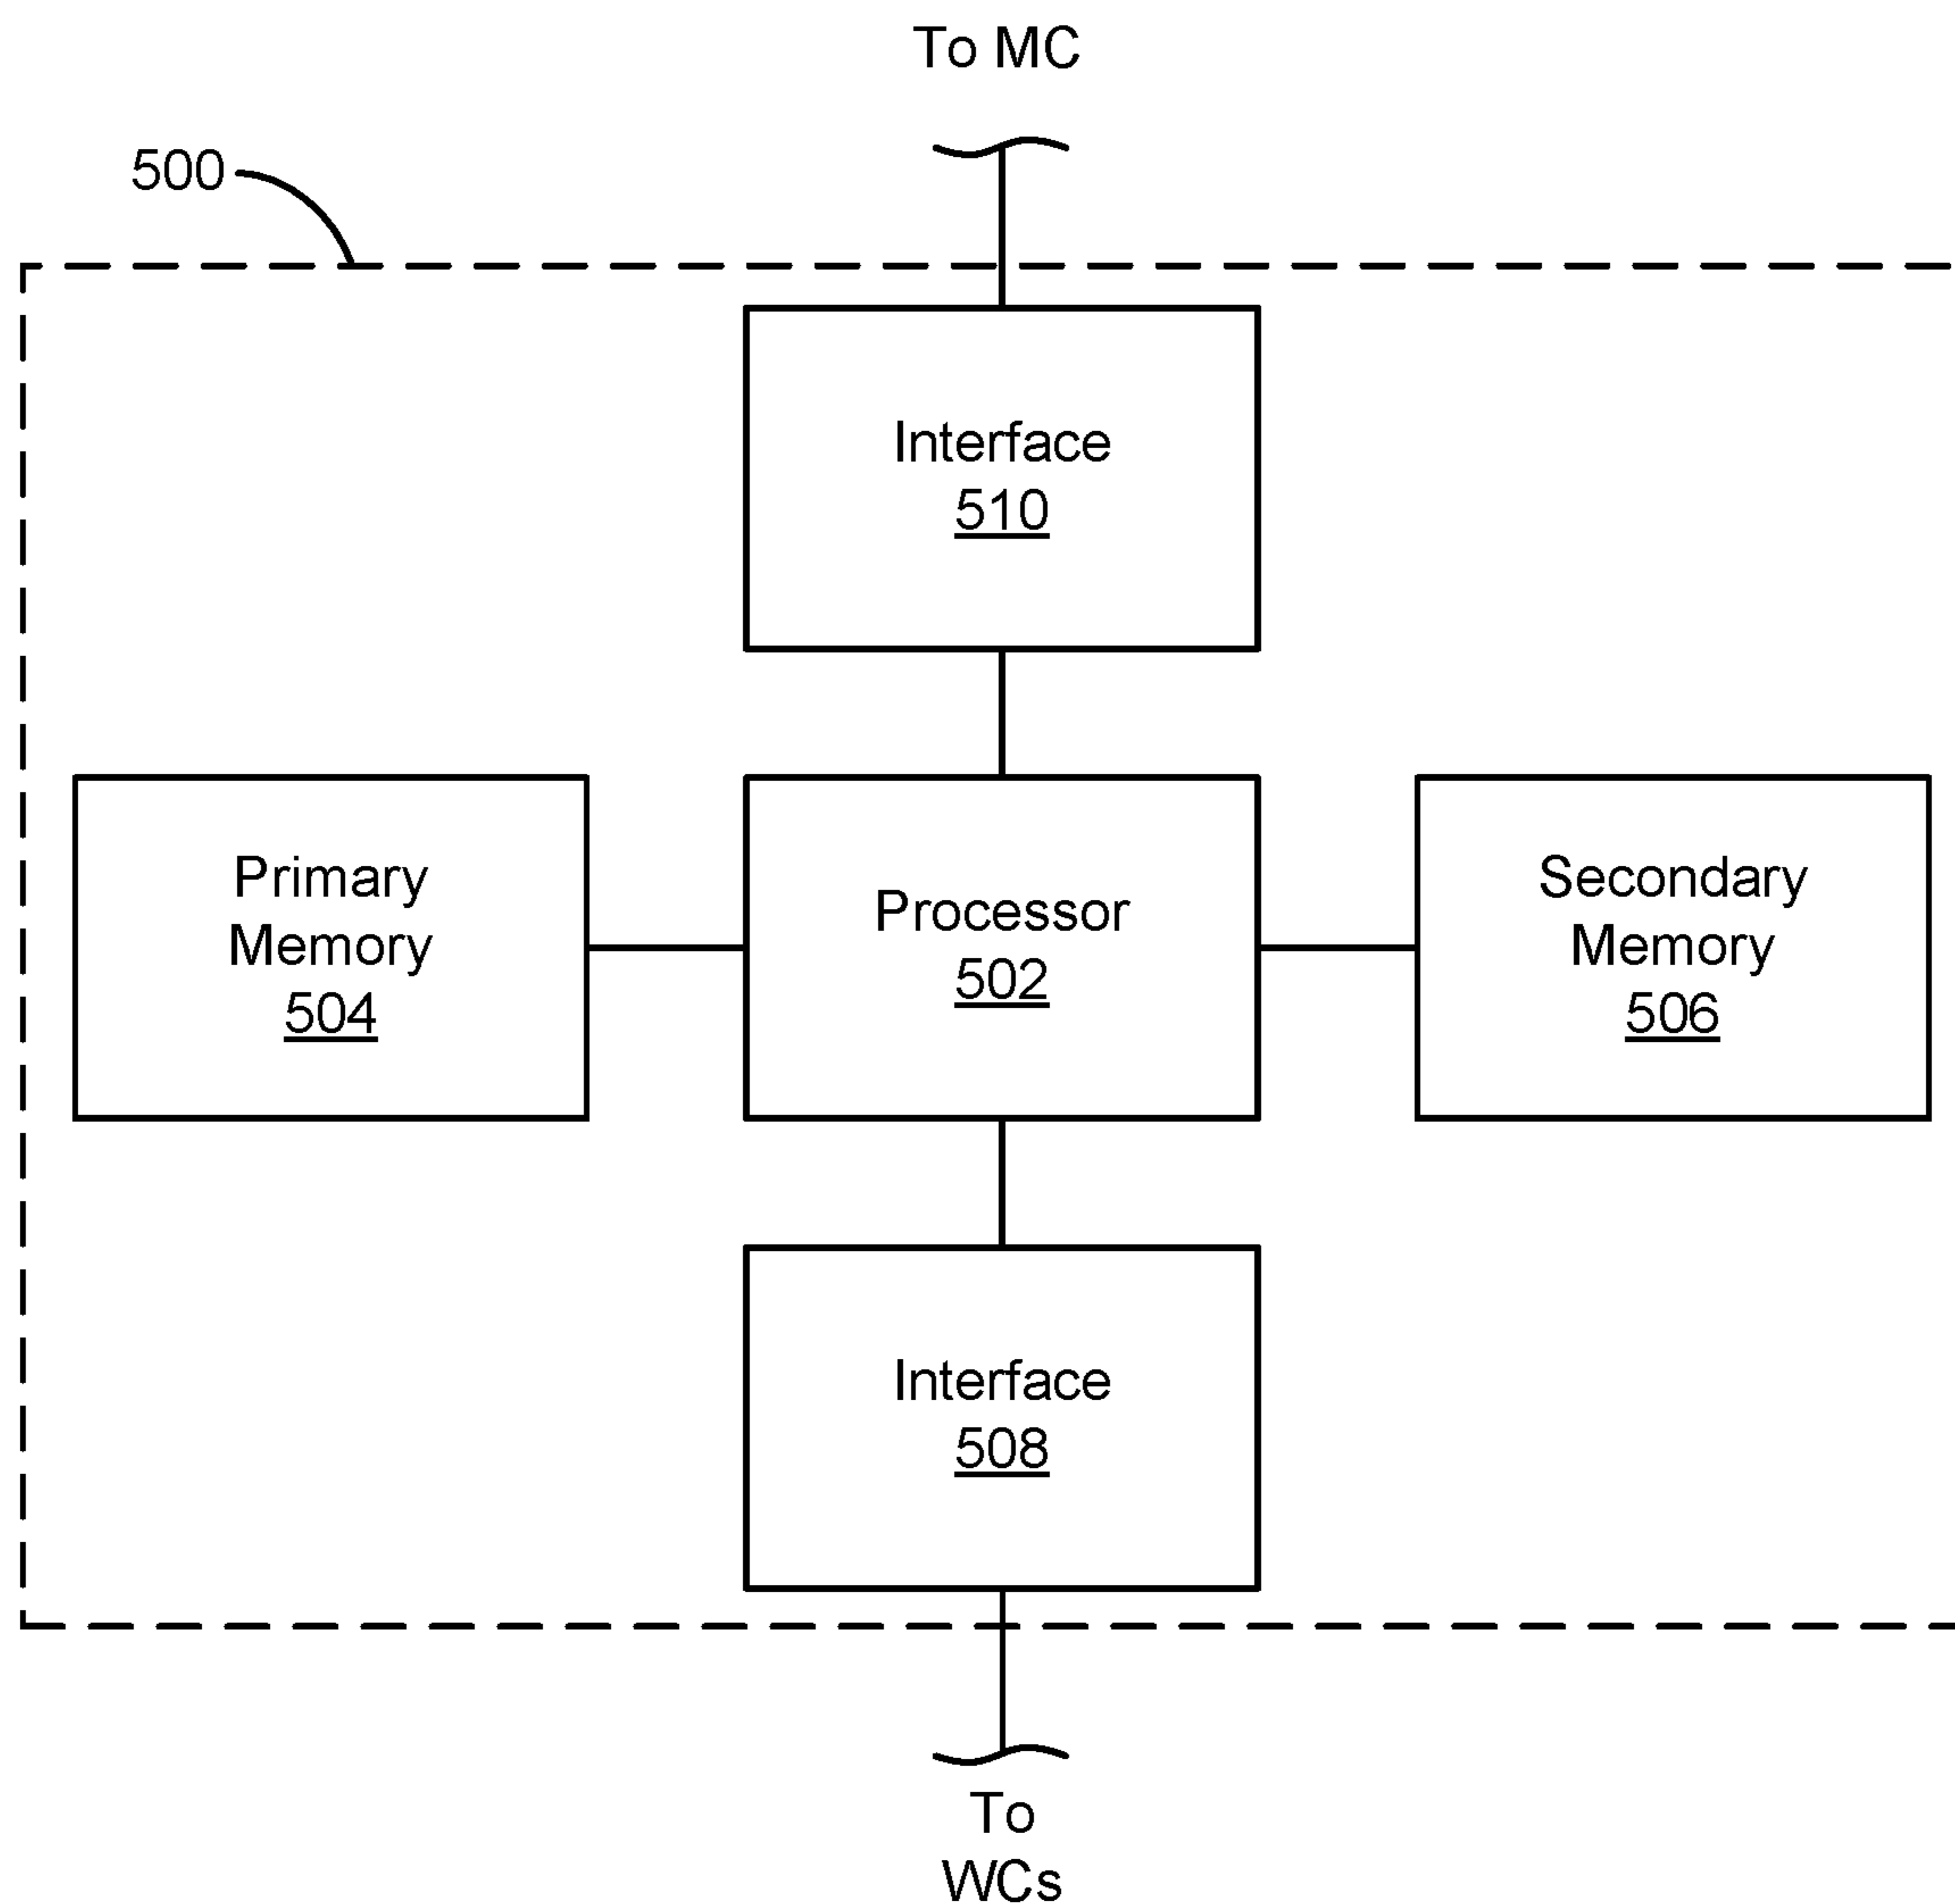 To MC
500
Interface
510
Primary
Memory
504
Processor
502
Secondary
Memory
506
Interface
508
To
WCs